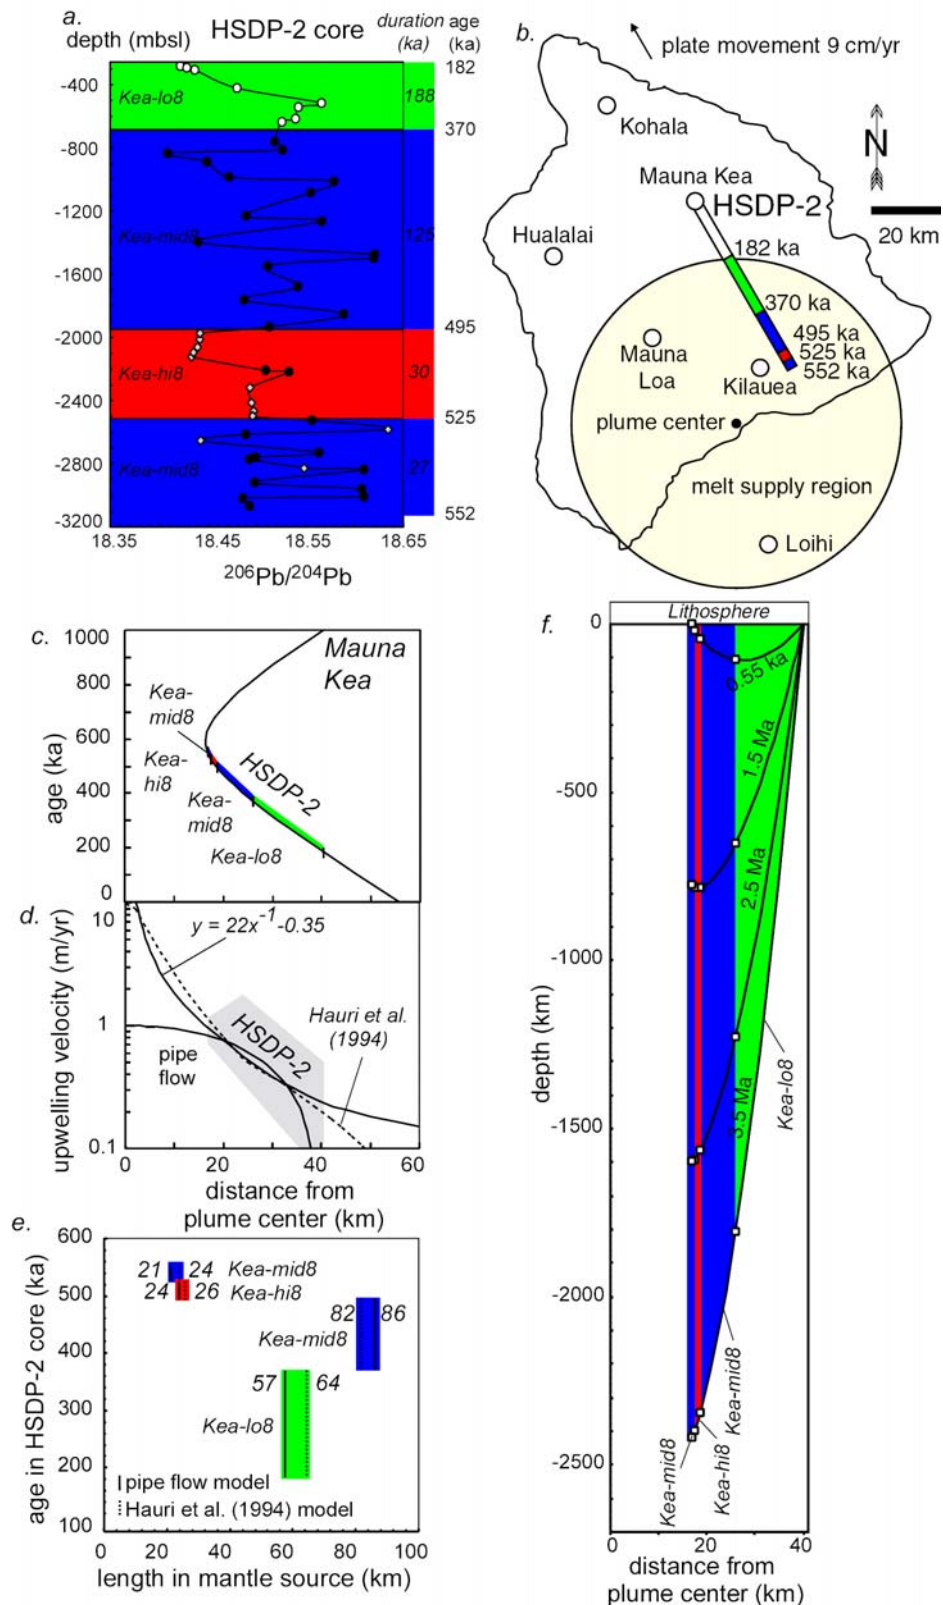 a.
depth (mbsl)
HSDP-2 core
duration
(ka)
age
(ka)
-400
-800
-1200
-1600
-2000
-2400
-2800
-3200
Kea-lo8
Kea-mid8
Kea-hi8
Kea-mid8
188
125
30
27
182
370
495
525
552
18.35
18.45
18.55
18.65
206Pb/204Pb
b.
plate movement 9 cm/yr
Kohala
N
Mauna Kea
HSDP-2
20 km
Hualalai
182 ka
370 ka
495 ka
525 ka
552 ka
Mauna
Loa
Kilauea
plume center
melt supply region
Loihi
c.
1000
800
600
400
200
0
age (ka)
Mauna
Kea
Kea-
mid8
Kea-
hi8
Kea-
mid8
HSDP-2
Kea-lo8
d.
upwelling velocity (m/yr)
10
1
0.1
y = 22x-1-0.35
HSDP-2
Hauri et al.
(1994)
pipe
flow
0
20
40
60
distance from
plume center (km)
e.
age in HSDP-2 core (ka)
600
500
400
300
200
100
21
24
Kea-mid8
24
26
Kea-hi8
82
86
Kea-mid8
57
64
Kea-lo8
pipe flow model
Hauri et al. (1994) model
0
20
40
60
80
100
length in mantle source (km)
f.
Lithosphere
0
-500
-1000
-1500
-2000
-2500
depth (km)
0.55 ka
1.5 Ma
2.5 Ma
3.5 Ma
Kea-lo8
Kea-mid8
Kea-hi8
Kea-mid8
0
20
40
distance from
plume center (km)